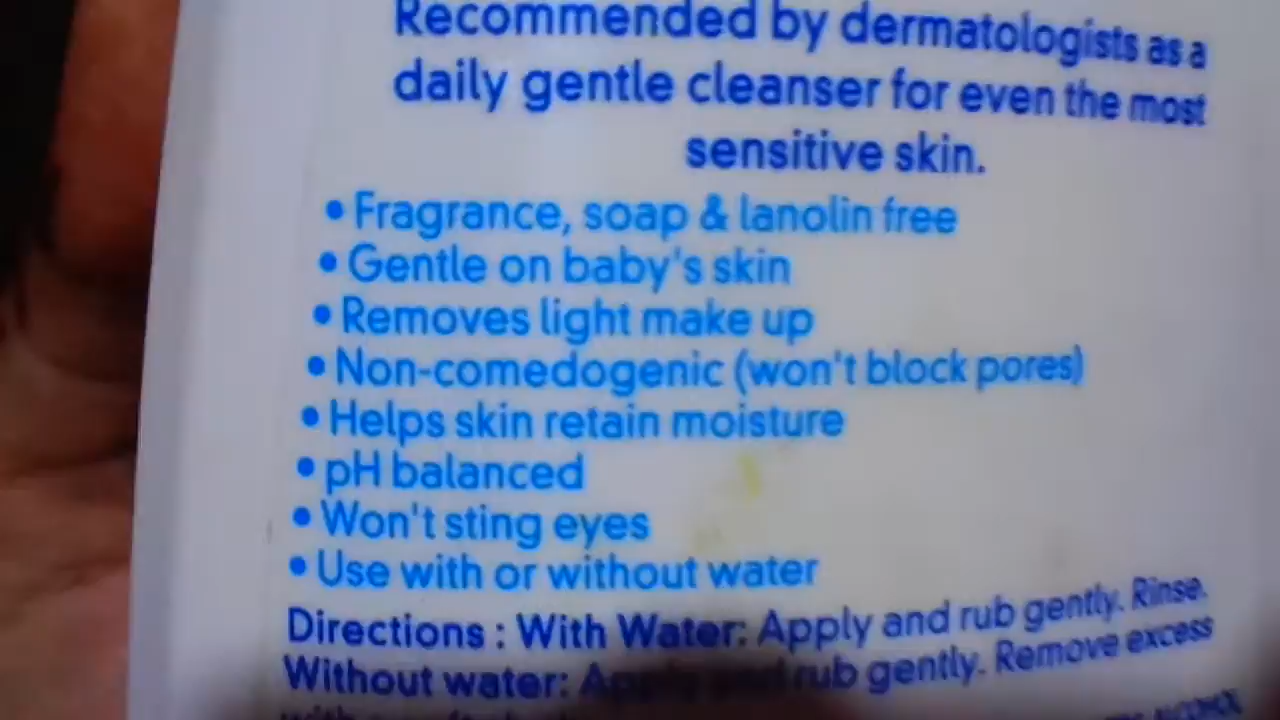 Recommended by dermatologists as a
daily gentle cleanser for even the most
sensitive skin.
• Fragrance, soap & lanolin free
• Gentle on baby's skin
• Removes light make up
• Non-comedogenic (won't block pores)
• Helps skin retain moisture
• pH balanced
• Won't sting eyes
• Use with or without water
Directions : With Water: Apply and rub gently. Rinse.
Without water: Apply and rub gently. Remove excess